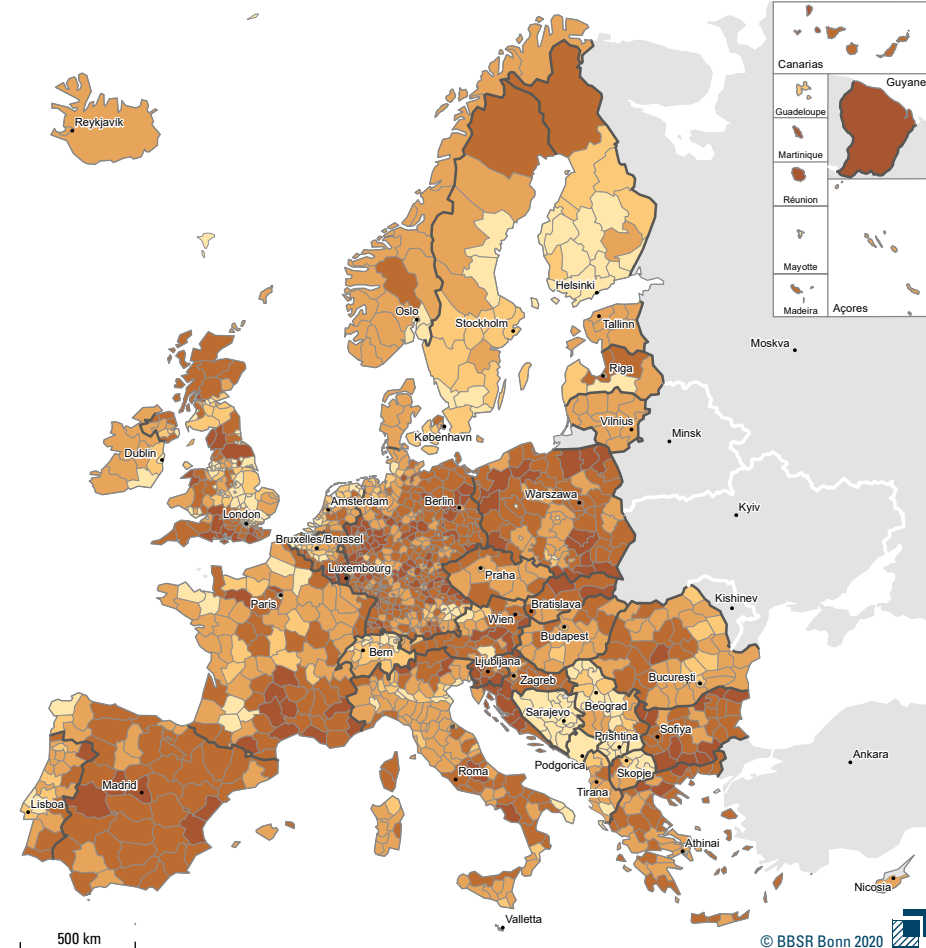 Canarias
Guyane
Guadeloupe
Martinique
Réunion
Mayotte
Madeira
Açores
Reykjavík
Helsinki
Oslo
Stockholm
Tallinn
Moskva
Riga
Vilnius
Minsk
København
Dublin
Amsterdam
Berlin
Warszawa
London
Kyiv
Bruxelles/Brussel
Luxembourg
Praha
Paris
Kishinev
Bratislava
Wien
Budapest
Bern
Ljubljana
Zagreb
Bucureşti
Beograd
Sarajevo
Sofiya
Prishtina
Podgorica
Skopje
Ankara
Roma
Madrid
Tirana
Lisboa
Athinai
Nicosia
Valletta
500 km
© BBSR Bonn 2020